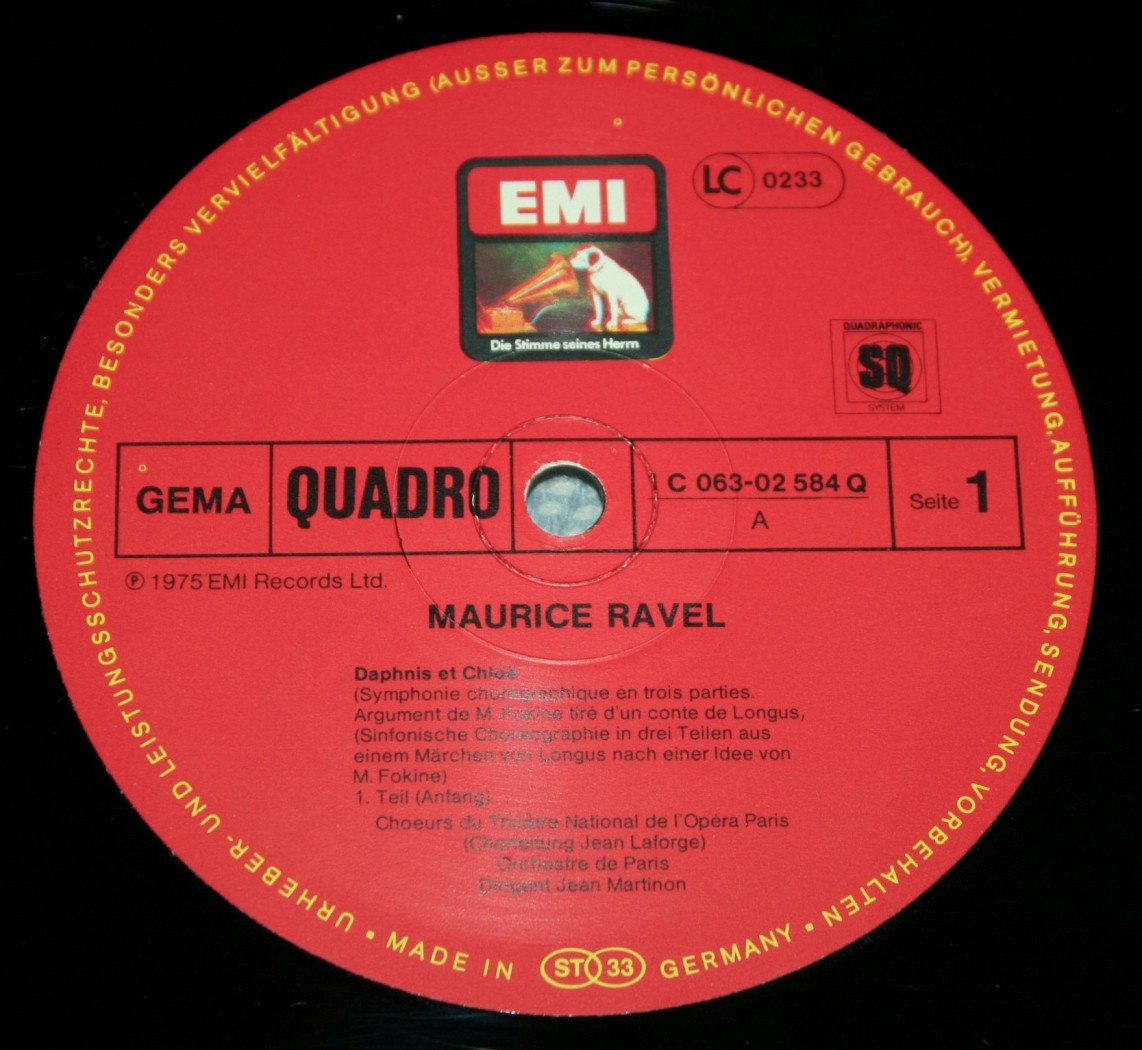 URHEBER- UND LEISTUNGSSCHUTZRECHTE, BESONDERS VERVIELFÄLTIGUNG (AUSSER ZUM PERSÖNLICHEN GEBRAUCH), VERMIETUNG, AUFFÜHRUNG, SENDUNG, VORBEHALTEN
EMI
LC 0233
Die Stimme seines Herrn
QUADRAPHONIC
SQ
SYSTEM
GEMA
QUADRO
1 C 063-02 584 Q
A
Seite 1
℗ 1975 EMI Records Ltd.
MAURICE RAVEL
Daphnis et Chloë
(Symphonie choreographique en trois parties.
Argument de M. Fokine tiré d'un conte de Longus,
(Sinfonische Choreographie in drei Teilen aus
einem Märchen von Longus nach einer Idee von
M. Fokine)
1. Teil (Anfang)
Choeurs du Théâtre National de l'Opéra Paris
(Chorleitung Jean Laforge)
Orchestre de Paris
Dirigent Jean Martinon
MADE IN ST 33 GERMANY